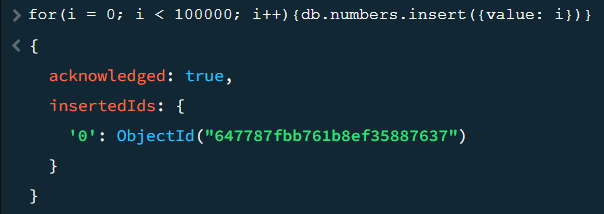 > for(i = 0; i < 100000; i++){db.numbers.insert({value: i})}
< {
acknowledged: true,
insertedIds: {
'0': ObjectId("647787fbb761b8ef35887637")
}
}